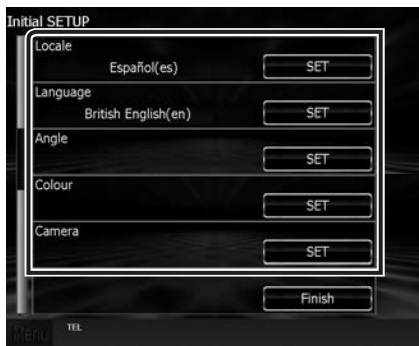 Initial SETUP
Locale
Español(es) SET
Language
British English(en) SET
Angle
SET
Colour
SET
Camera
SET
Finish
Menu TEL